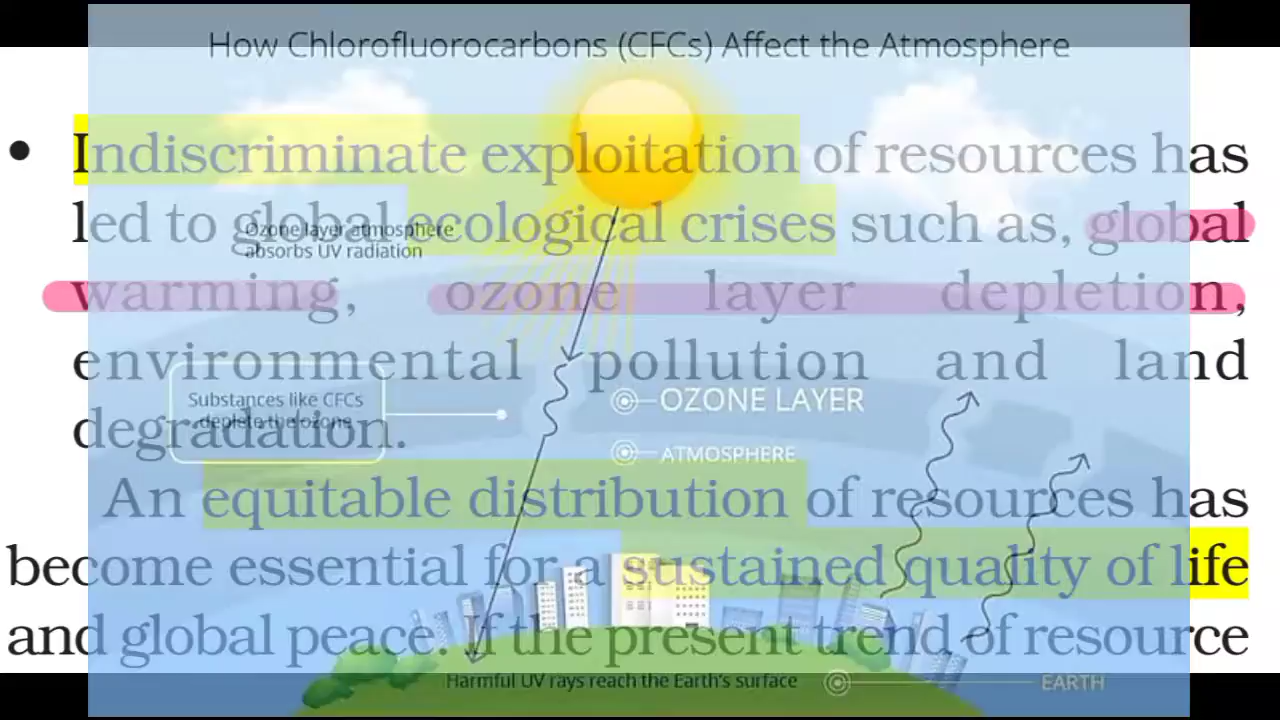 How Chlorofluorocarbons (CFCs) Affect the Atmosphere
• Indiscriminate exploitation of resources has
led to global ecological crises such as, global
warming, ozone layer depletion,
environmental pollution and land
degradation.
An equitable distribution of resources has
become essential for a sustained quality of life
and global peace. If the present trend of resource
Ozone layer atmosphere
absorbs UV radiation
Substances like CFCs
deplete the ozone
OZONE LAYER
ATMOSPHERE
Harmful UV rays reach the Earth's surface
EARTH